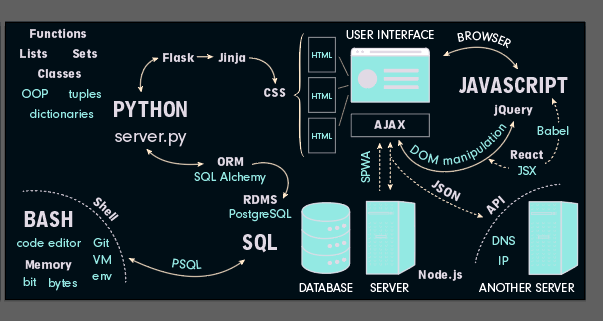 Functions
Lists Sets
Classes
OOP tuples
dictionaries
Flask
Jinja
CSS
PYTHON
server.py
HTML
HTML
HTML
USER INTERFACE
AJAX
BROWSER
JAVASCRIPT
jQuery
Babel
DOM manipulation
React
JSX
ORM
SQL Alchemy
RDMS
PostgreSQL
SQL
SPWA
JSON
API
Shell
BASH
code editor
Git
VM
env
Memory
bit bytes
PSQL
DATABASE
SERVER
Node.js
DNS
IP
ANOTHER SERVER